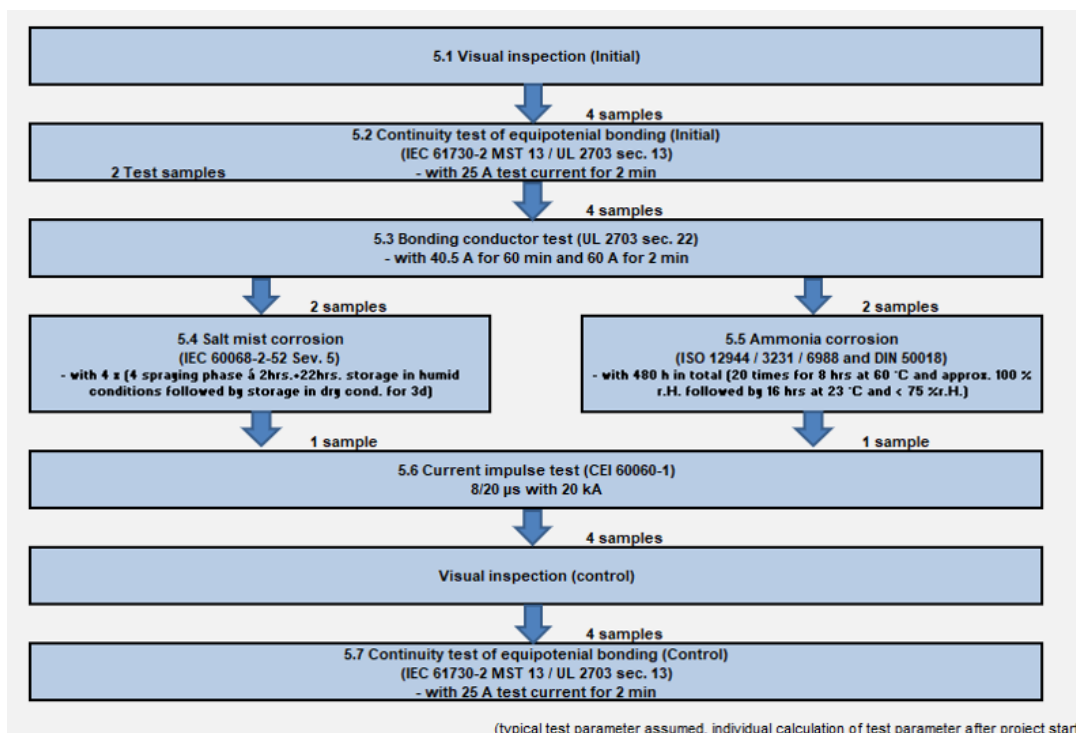 5.1 Visual inspection (Initial)
4 samples
5.2 Continuity test of equipotenial bonding (Initial)
(IEC 61730-2 MST 13 / UL 2703 sec. 13)
2 Test samples
- with 25 A test current for 2 min
4 samples
5.3 Bonding conductor test (UL 2703 sec. 22)
- with 40.5 A for 60 min and 60 A for 2 min
2 samples
2 samples
5.4 Salt mist corrosion
(IEC 60068-2-52 Sev. 5)
- with 4 x (4 spraying phase á 2hrs.+22hrs. storage in humid
conditions followed by storage in dry cond. for 3d)
5.5 Ammonia corrosion
(ISO 12944 / 3231 / 6988 and DIN 50018)
- with 480 h in total (20 times for 8 hrs at 60 °C and approx. 100 %
r.H. followed by 16 hrs at 23 °C and < 75 %r.H.)
1 sample
1 sample
5.6 Current impulse test (CEI 60060-1)
8/20 µs with 20 kA
4 samples
Visual inspection (control)
4 samples
5.7 Continuity test of equipotenial bonding (Control)
(IEC 61730-2 MST 13 / UL 2703 sec. 13)
- with 25 A test current for 2 min
(typical test parameter assumed, individual calculation of test parameter after project start